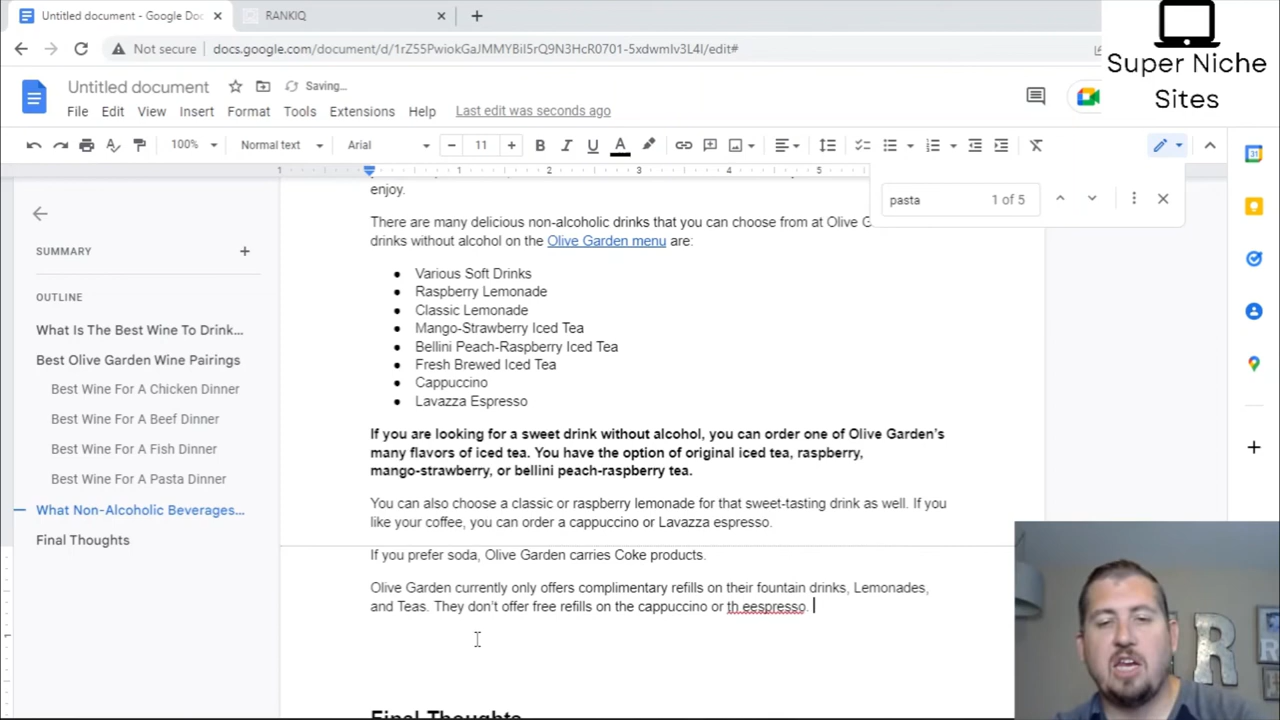 Untitled document - Google Doc
RANKIQ
Not secure
docs.google.com/document/d/1rZ55PwiokGaJMMYBil5rQ9N3HcR0701-5xdwmIv3L4I/edit#
Super Niche
Sites
Untitled document
Saving...
File Edit View Insert Format Tools Extensions Help Last edit was seconds ago
100% Normal text Arial 11
pasta 1 of 5
enjoy.
There are many delicious non-alcoholic drinks that you can choose from at Olive G
drinks without alcohol on the Olive Garden menu are:
Various Soft Drinks
Raspberry Lemonade
Classic Lemonade
Mango-Strawberry Iced Tea
Bellini Peach-Raspberry Iced Tea
Fresh Brewed Iced Tea
Cappuccino
Lavazza Espresso
If you are looking for a sweet drink without alcohol, you can order one of Olive Garden's
many flavors of iced tea. You have the option of original iced tea, raspberry,
mango-strawberry, or bellini peach-raspberry tea.
You can also choose a classic or raspberry lemonade for that sweet-tasting drink as well. If you
like your coffee, you can order a cappuccino or Lavazza espresso.
If you prefer soda, Olive Garden carries Coke products.
Olive Garden currently only offers complimentary refills on their fountain drinks, Lemonades,
and Teas. They don't offer free refills on the cappuccino or th eespresso.
Final Thoughts
SUMMARY
OUTLINE
What Is The Best Wine To Drink...
Best Olive Garden Wine Pairings
Best Wine For A Chicken Dinner
Best Wine For A Beef Dinner
Best Wine For A Fish Dinner
Best Wine For A Pasta Dinner
What Non-Alcoholic Beverages...
Final Thoughts
R